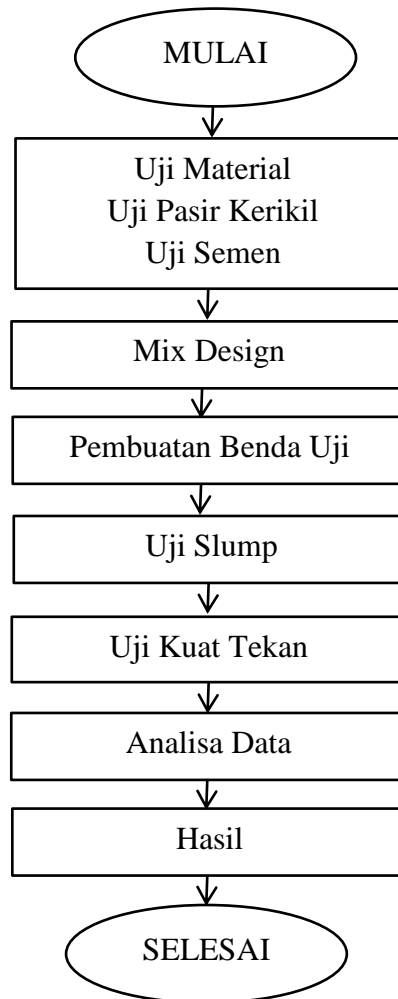 MULAI
Uji Material
Uji Pasir Kerikil
Uji Semen
Mix Design
Pembuatan Benda Uji
Uji Slump
Uji Kuat Tekan
Analisa Data
Hasil
SELESAI